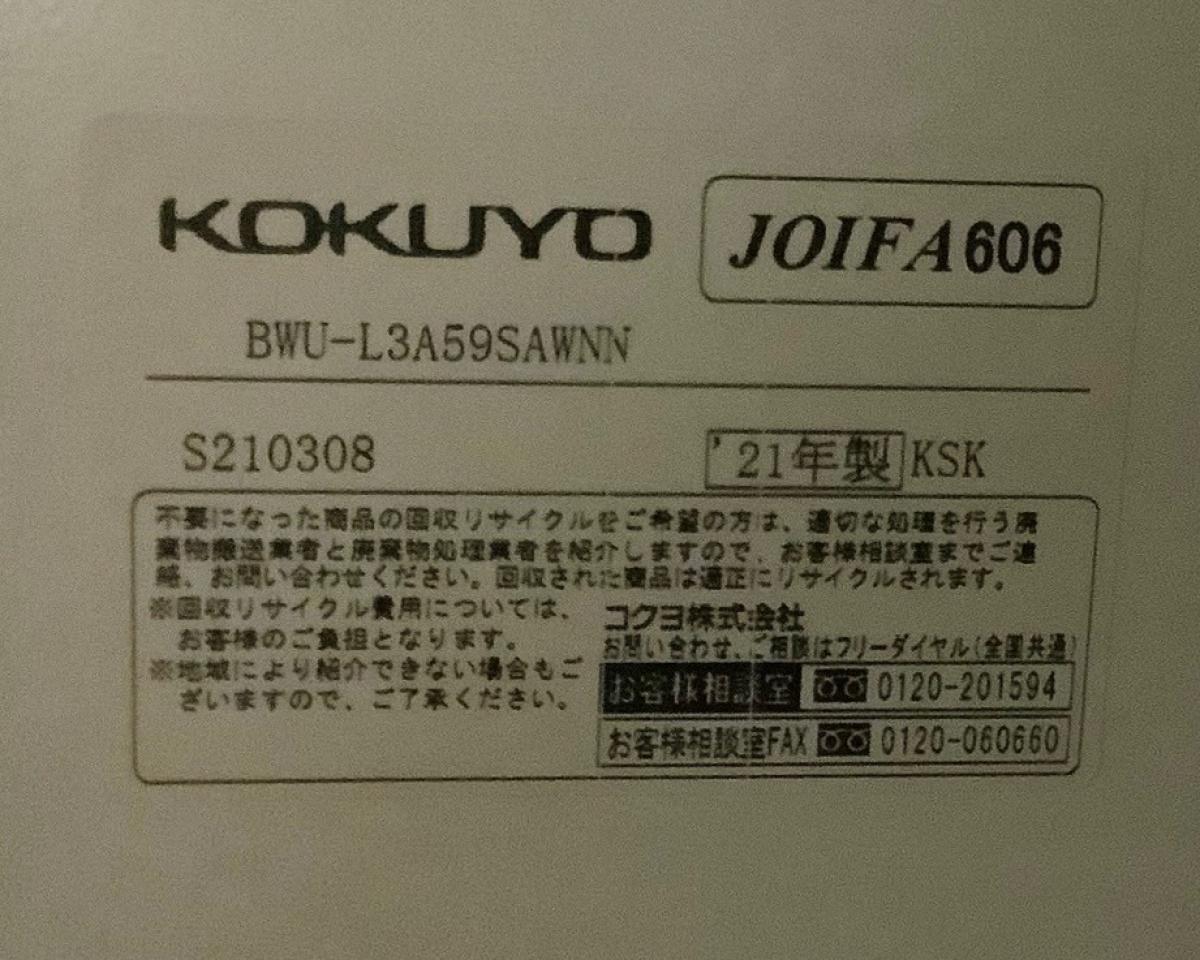 KOKUYO
JOIFA606
BWU-L3A59SAWNN
S210308
'21年製 KSK
不要になった商品の回収リサイクルをご希望の方は、適切な処理を行う廃
棄物搬送業者と廃棄物処理業者を紹介しますので、お客様相談室までご連
絡、お問い合わせください。回収された商品は適正にリサイクルされます。
※回収リサイクル費用については、
お客様のご負担となります。
※地域により紹介できない場合もご
ざいますので、ご了承ください。
コクヨ株式会社
お問い合わせ、ご相談はフリーダイヤル(全国共通)
お客様相談室 0120-201594
お客様相談室FAX 0120-060660